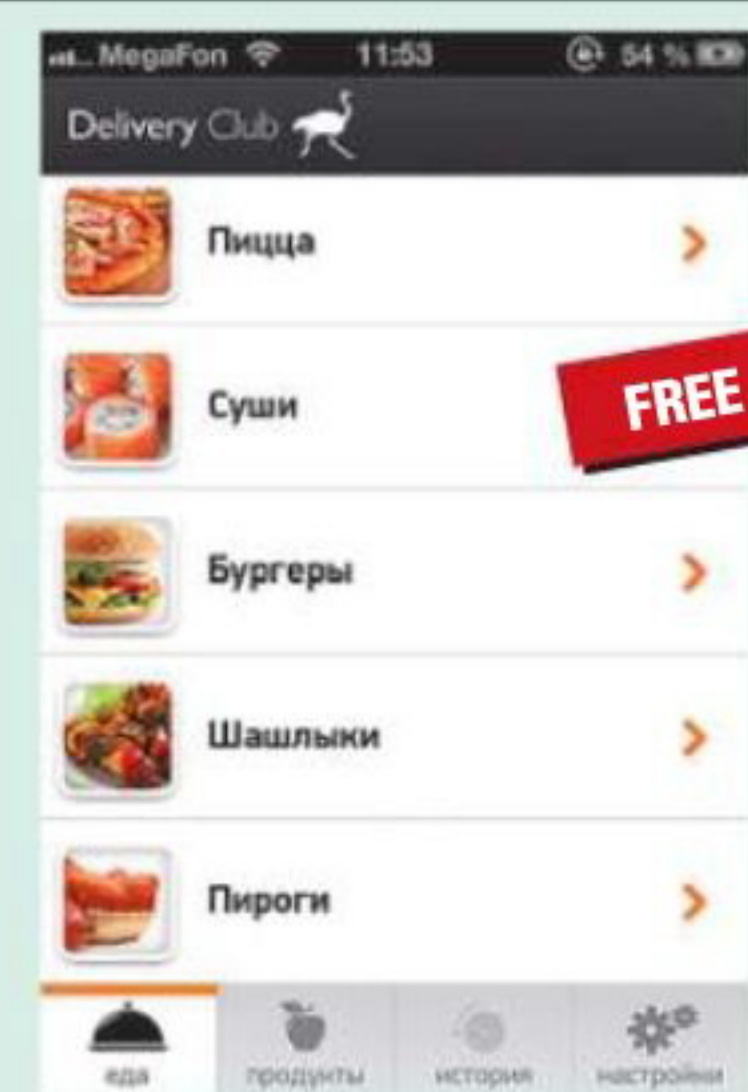 MegaFon 11:53 54 %
Delivery Club
Пицца
Суши
FREE
Бургеры
Шашлыки
Пироги
еда продукты история настройки